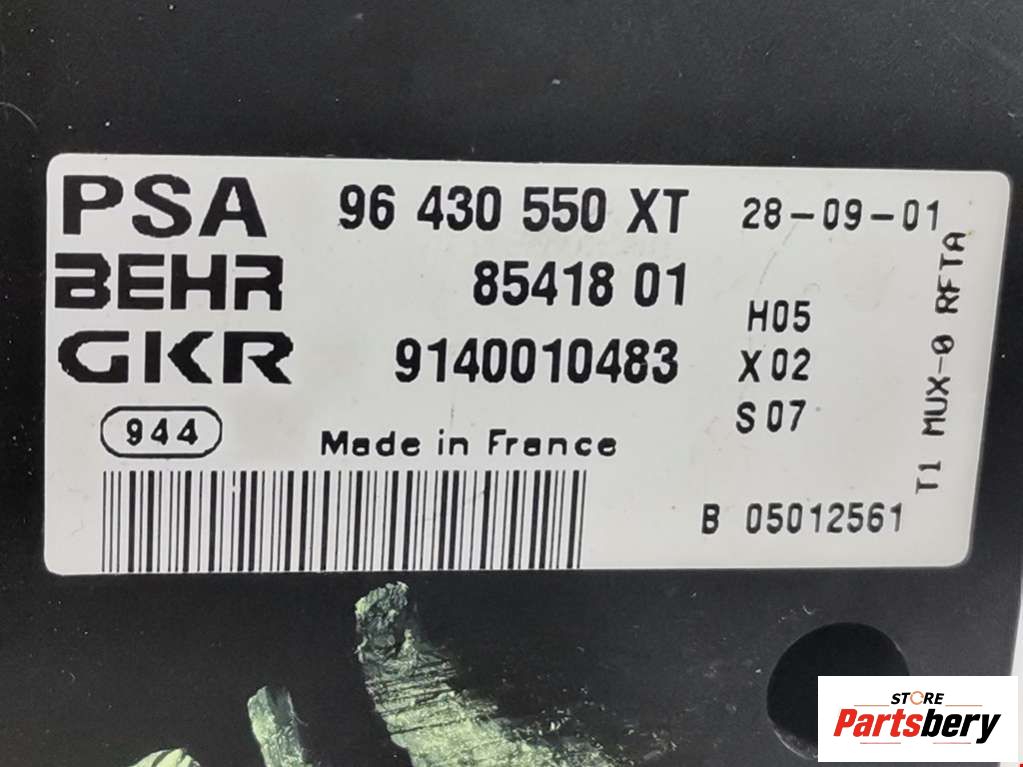 PSA 96 430 550 XT 28-09-01
BEHR 85418 01
GKR 9140010483
H05
X02
S07
944
Made in France
B 05012561
T1 MUX-0 RFTA
STORE
Partsbery